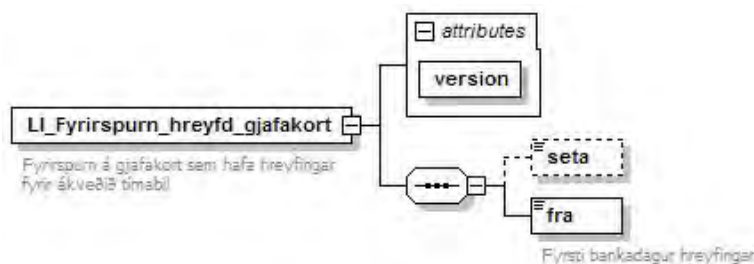 attributes
version
LI_Fyrirspurn_hreyfd_gjafakort
Fyrirspurn á gjafakort sem hafa hreyfingar
fyrir ákveðið tímabil
seta
fra
Fyrsti bankadagur hreyfingar